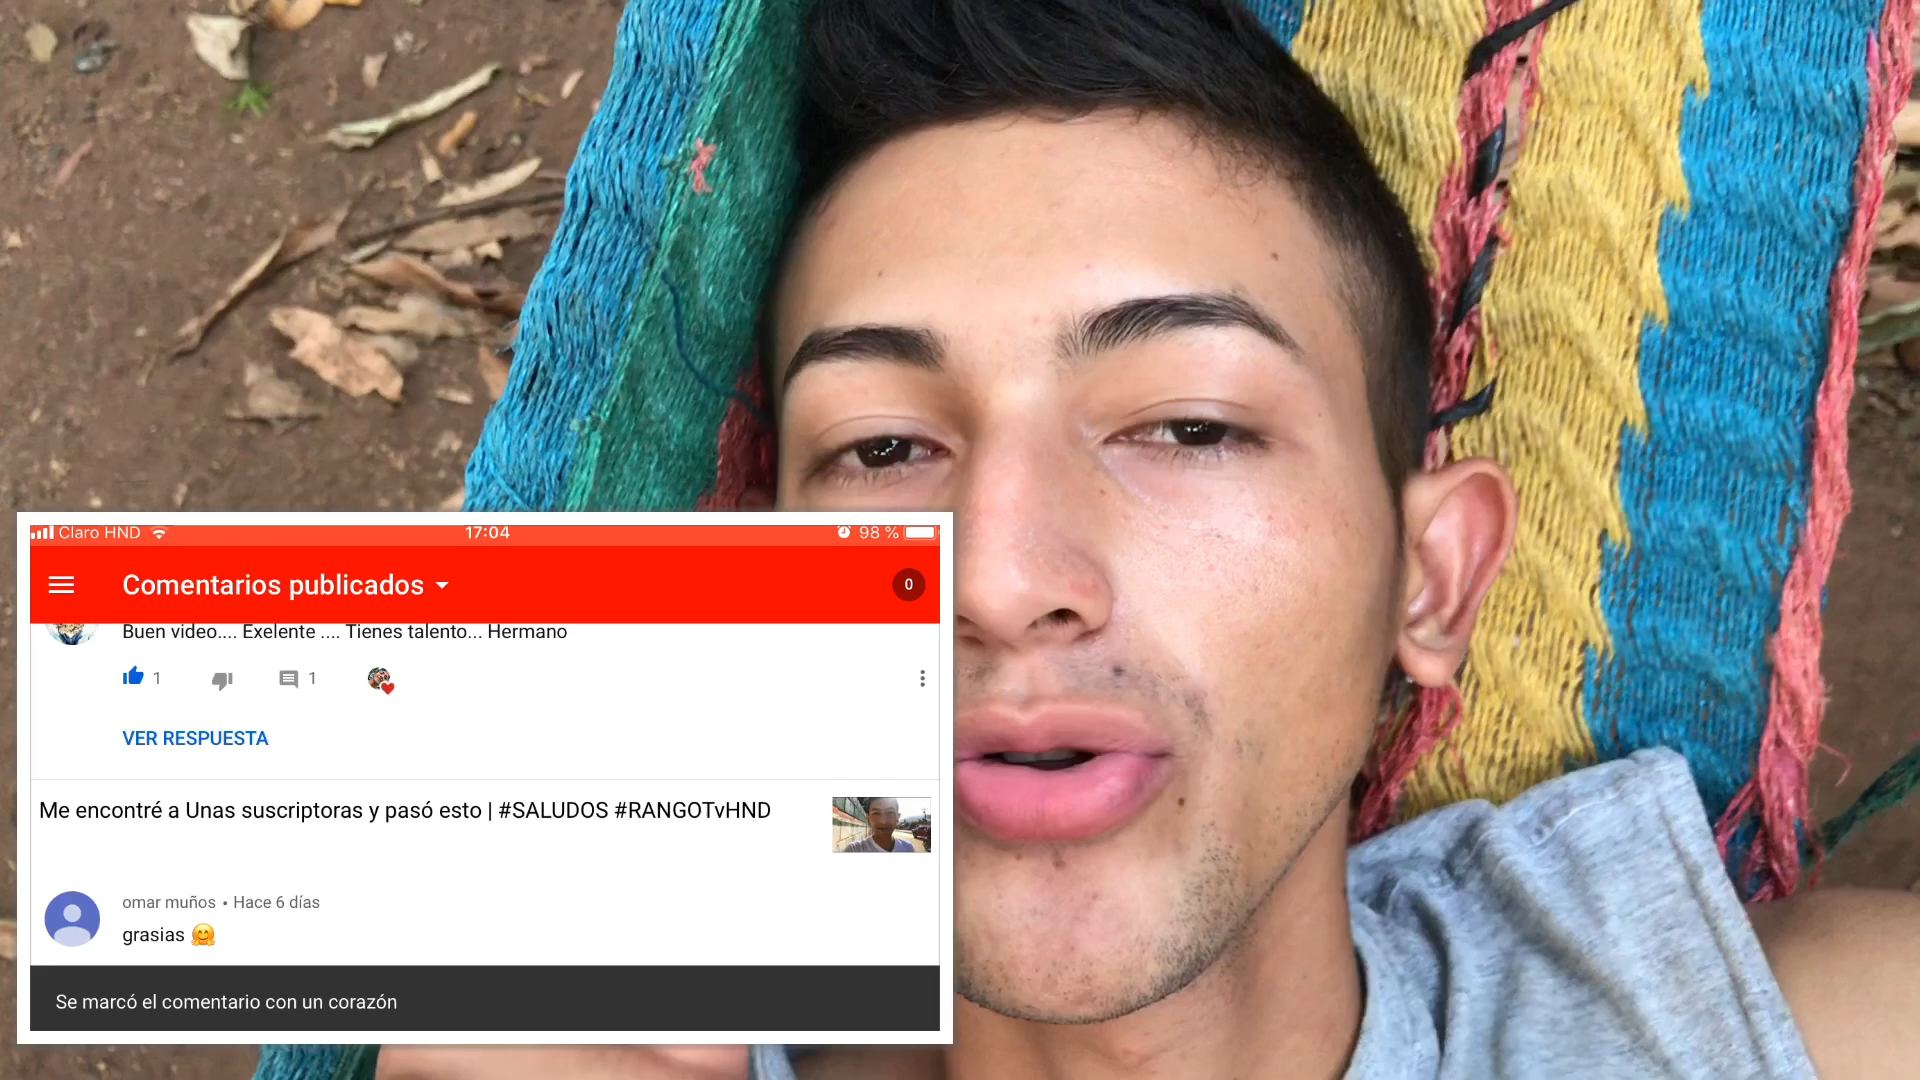 Claro HND 17:04 98 %
Comentarios publicados 0
Buen video.... Exelente .... Tienes talento... Hermano
1 1
VER RESPUESTA
Me encontré a Unas suscriptoras y pasó esto | #SALUDOS #RANGOTvHND
omar muños • Hace 6 días
grasias 🤗
Se marcó el comentario con un corazón